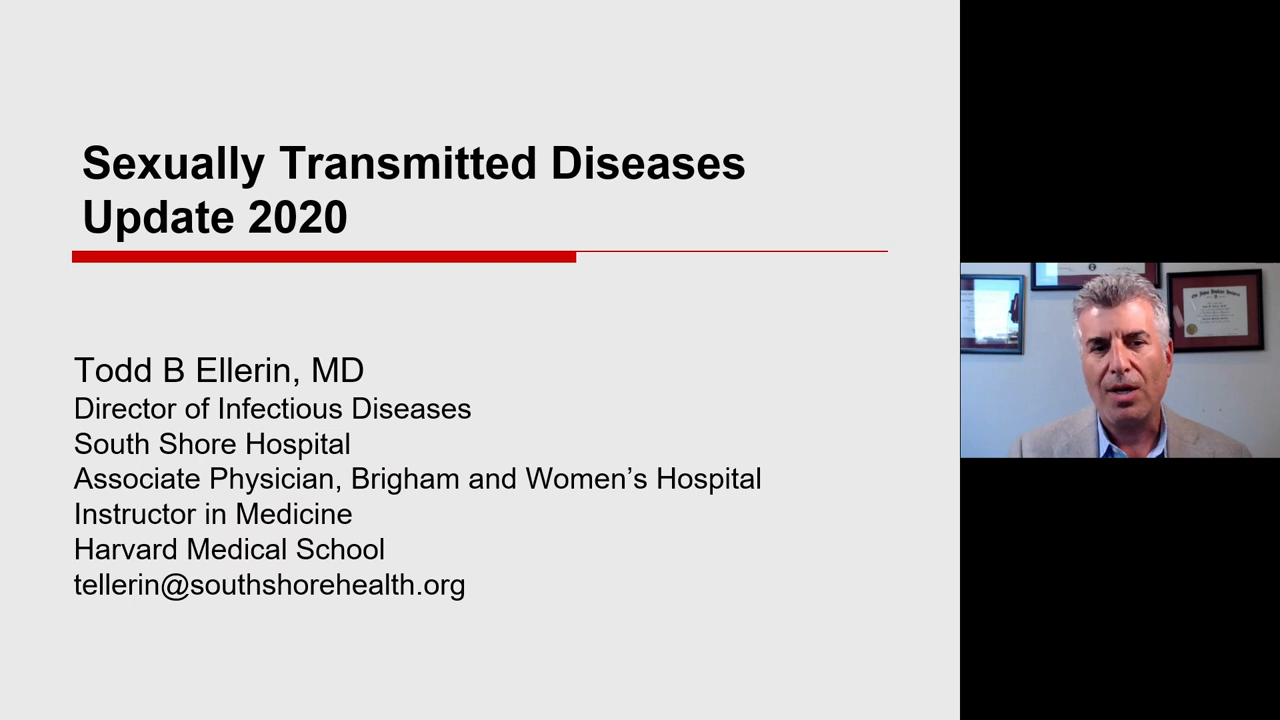 Sexually Transmitted Diseases
Update 2020
Todd B Ellerin, MD
Director of Infectious Diseases
South Shore Hospital
Associate Physician, Brigham and Women’s Hospital
Instructor in Medicine
Harvard Medical School
tellerin@southshorehealth.org